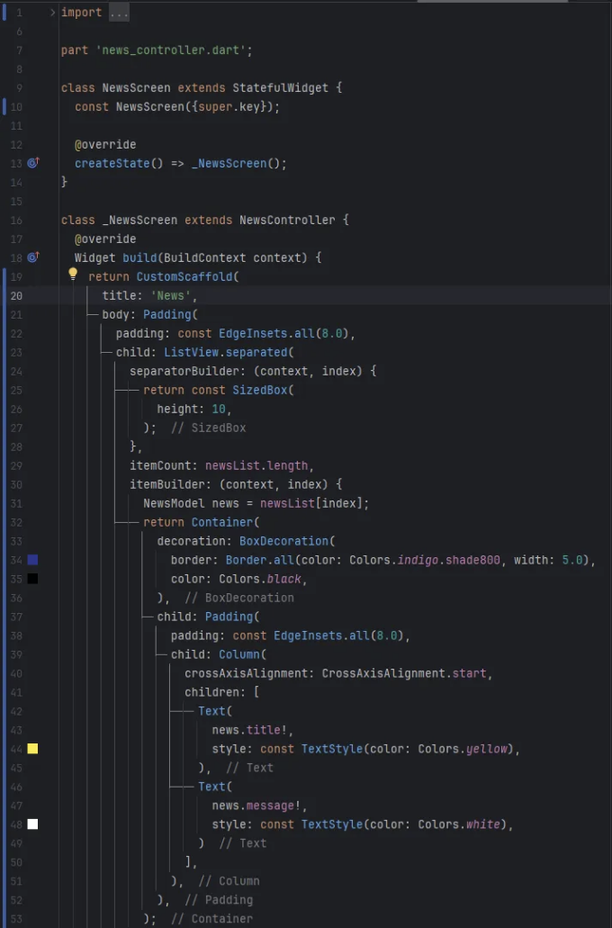 1 import ...
6
7 part 'news_controller.dart';
8
9 class NewsScreen extends StatefulWidget {
10 const NewsScreen({super.key});
11
12 @override
13 createState() => _NewsScreen();
14 }
15
16 class _NewsScreen extends NewsController {
17 @override
18 Widget build(BuildContext context) {
19 return CustomScaffold(
20 title: 'News',
21 body: Padding(
22 padding: const EdgeInsets.all(8.0),
23 child: ListView.separated(
24 separatorBuilder: (context, index) {
25 return const SizedBox(
26 height: 10,
27 ); // SizedBox
28 },
29 itemCount: newsList.length,
30 itemBuilder: (context, index) {
31 NewsModel news = newsList[index];
32 return Container(
33 decoration: BoxDecoration(
34 border: Border.all(color: Colors.indigo.shade800, width: 5.0),
35 color: Colors.black,
36 ), // BoxDecoration
37 child: Padding(
38 padding: const EdgeInsets.all(8.0),
39 child: Column(
40 crossAxisAlignment: CrossAxisAlignment.start,
41 children: [
42 Text(
43 news.title!,
44 style: const TextStyle(color: Colors.yellow),
45 ), // Text
46 Text(
47 news.message!,
48 style: const TextStyle(color: Colors.white),
49 ) // Text
50 ],
51 ), // Column
52 ), // Padding
53 ); // Container